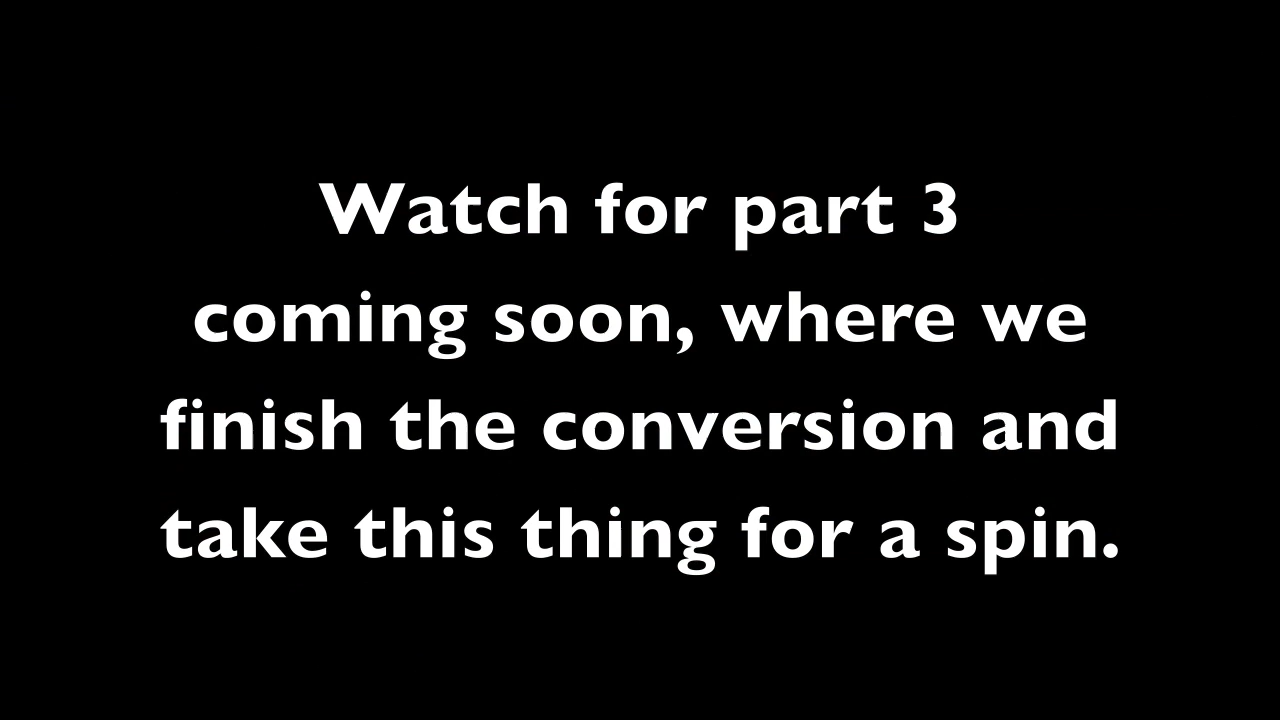 Watch for part 3
coming soon, where we
finish the conversion and
take this thing for a spin.